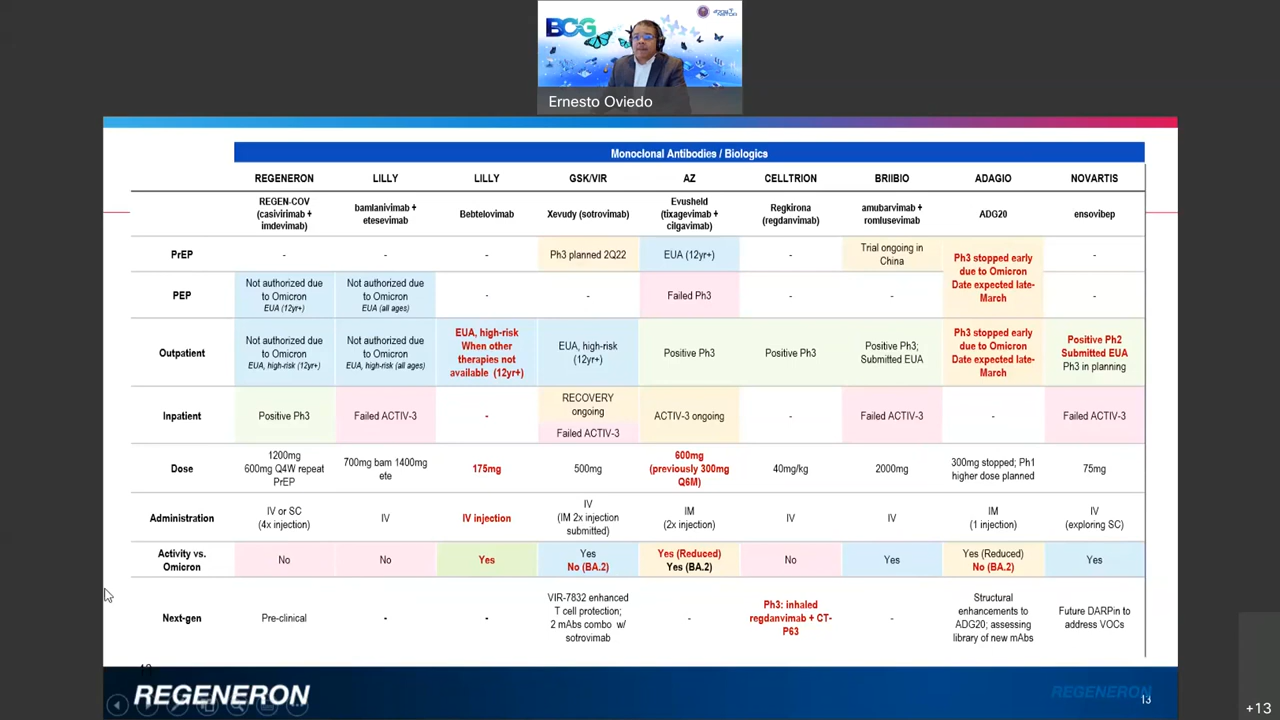 BCG
Ernesto Oviedo
Monoclonal Antibodies / Biologics
REGENERON
LILLY
LILLY
GSK/VIR
AZ
CELLTRION
BRIIBIO
ADAGIO
NOVARTIS
REGEN-COV
(casivirimab +
imdevimab)
bamlanivimab +
etesevimab
Bebtelovimab
Xevudy (sotrovimab)
Evusheld
(tixagevimab +
cilgavimab)
Regkirona
(regdanvimab)
amubarvimab +
romlusevimab
ADG20
ensovibep
PrEP
-
-
-
Ph3 planned 2Q22
EUA (12yr+)
-
Trial ongoing in
China
Ph3 stopped early
due to Omicron
Date expected late-
March
-
PEP
Not authorized due
to Omicron
EUA (12yr+)
Not authorized due
to Omicron
EUA (all ages)
-
-
Failed Ph3
-
-
-
Outpatient
Not authorized due
to Omicron
EUA, high-risk (12yr+)
Not authorized due
to Omicron
EUA, high-risk (all ages)
EUA, high-risk
When other
therapies not
available (12yr+)
EUA, high-risk
(12yr+)
Positive Ph3
Positive Ph3
Positive Ph3;
Submitted EUA
Ph3 stopped early
due to Omicron
Date expected late-
March
Positive Ph2
Submitted EUA
Ph3 in planning
Inpatient
Positive Ph3
Failed ACTIV-3
-
RECOVERY
ongoing
Failed ACTIV-3
ACTIV-3 ongoing
-
Failed ACTIV-3
-
Failed ACTIV-3
Dose
1200mg
600mg Q4W repeat
PrEP
700mg bam 1400mg
ete
175mg
500mg
600mg
(previously 300mg
Q6M)
40mg/kg
2000mg
300mg stopped; Ph1
higher dose planned
75mg
Administration
IV or SC
(4x injection)
IV
IV injection
IV
(IM 2x injection
submitted)
IM
(2x injection)
IV
IV
IM
(1 injection)
IV
(exploring SC)
Activity vs.
Omicron
No
No
Yes
Yes
No (BA.2)
Yes (Reduced)
Yes (BA.2)
No
Yes
Yes (Reduced)
No (BA.2)
Yes
Next-gen
Pre-clinical
-
-
VIR-7832 enhanced
T cell protection;
2 mAbs combo w/
sotrovimab
-
Ph3: inhaled
regdanvimab + CT-
P63
-
Structural
enhancements to
ADG20; assessing
library of new mAbs
Future DARPin to
address VOCs
REGENERON
REGENERON
13
+13